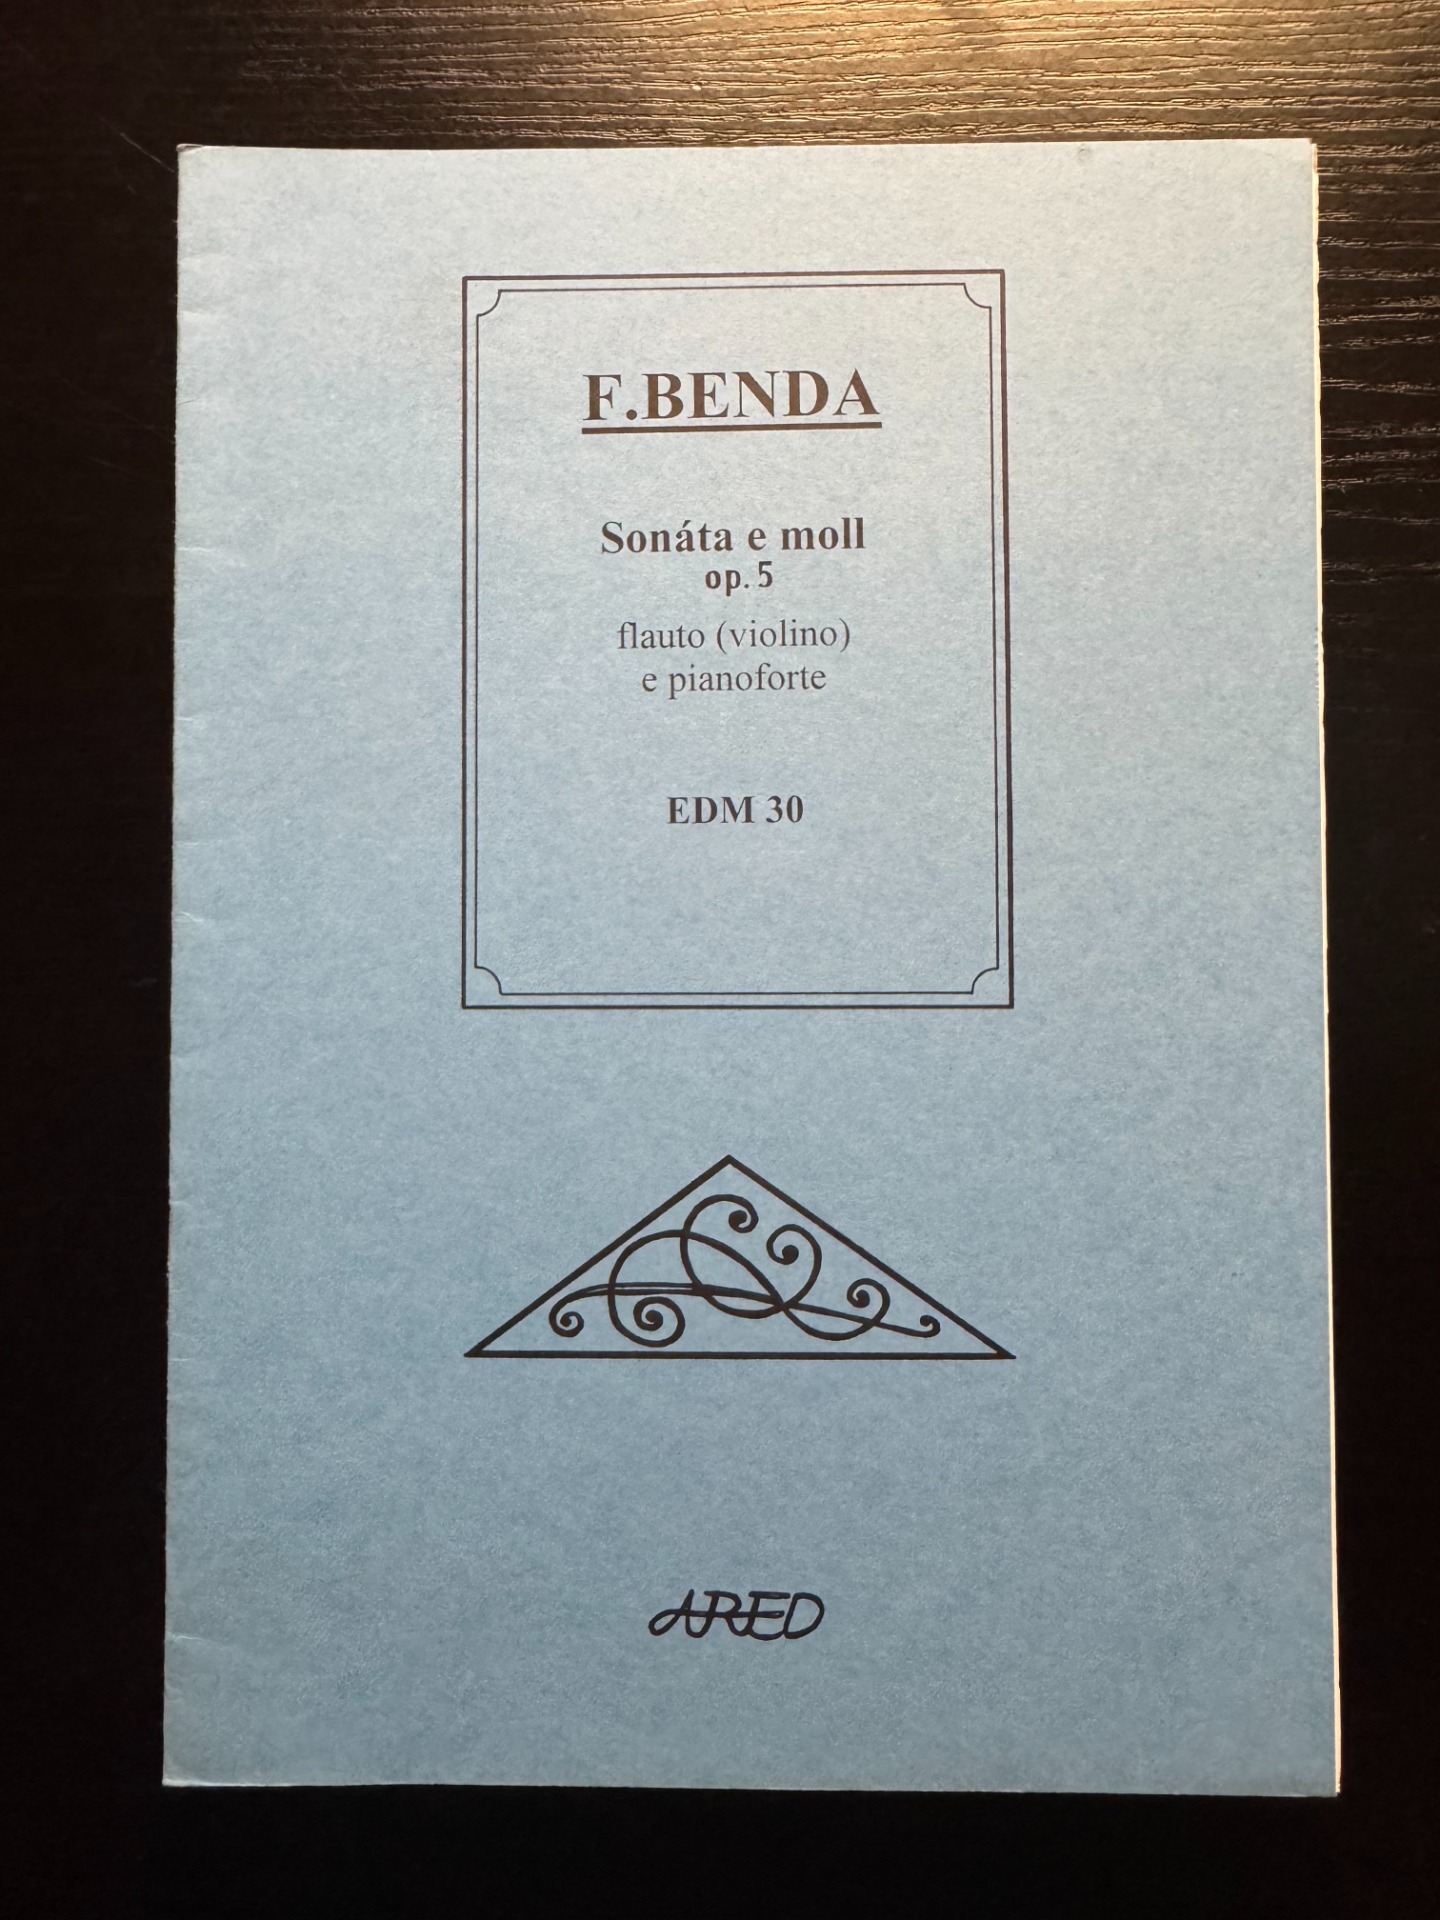 F.BENDA
Sonáta e moll
op. 5
flauto (violino)
e pianoforte
EDM 30
ARED